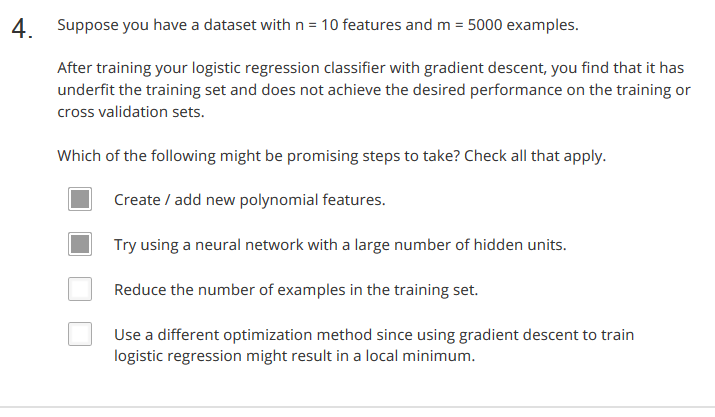 4. Suppose you have a dataset with n = 10 features and m = 5000 examples.
After training your logistic regression classifier with gradient descent, you find that it has
underfit the training set and does not achieve the desired performance on the training or
cross validation sets.
Which of the following might be promising steps to take? Check all that apply.
Create / add new polynomial features.
Try using a neural network with a large number of hidden units.
Reduce the number of examples in the training set.
Use a different optimization method since using gradient descent to train
logistic regression might result in a local minimum.